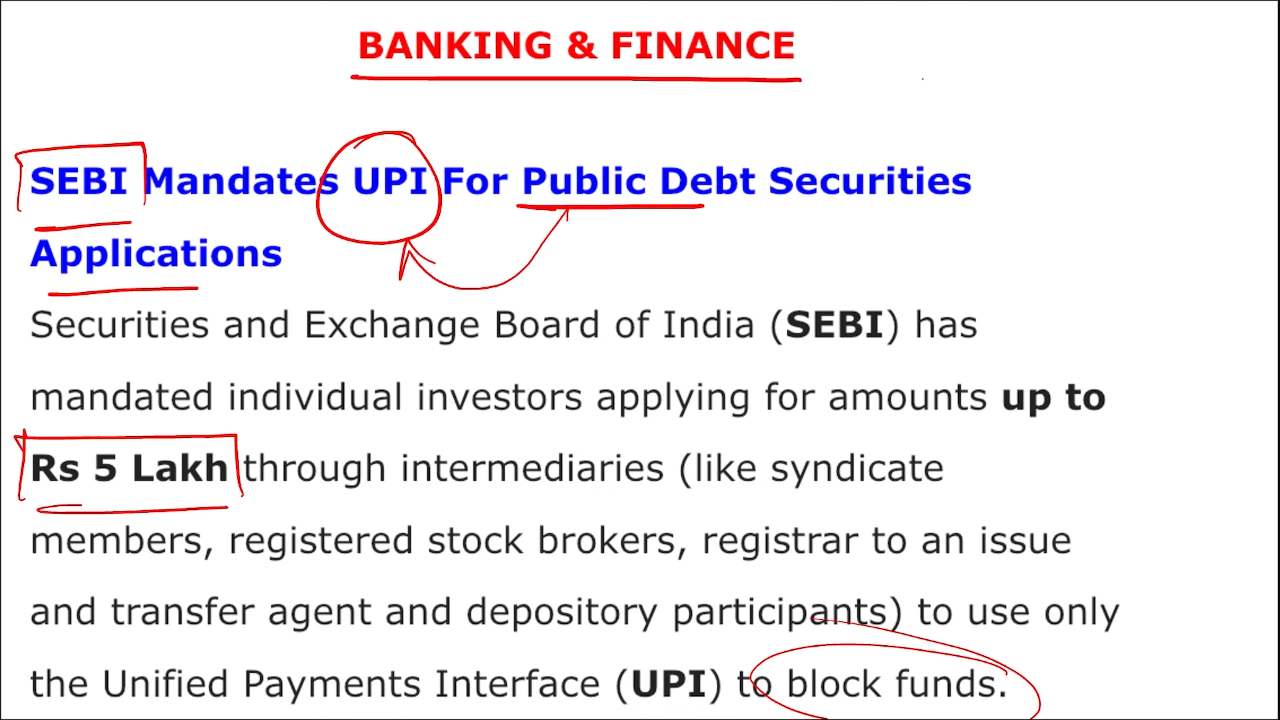 BANKING & FINANCE
SEBI Mandates UPI For Public Debt Securities
Applications
Securities and Exchange Board of India (SEBI) has
mandated individual investors applying for amounts up to
Rs 5 Lakh through intermediaries (like syndicate
members, registered stock brokers, registrar to an issue
and transfer agent and depository participants) to use only
the Unified Payments Interface (UPI) to block funds.